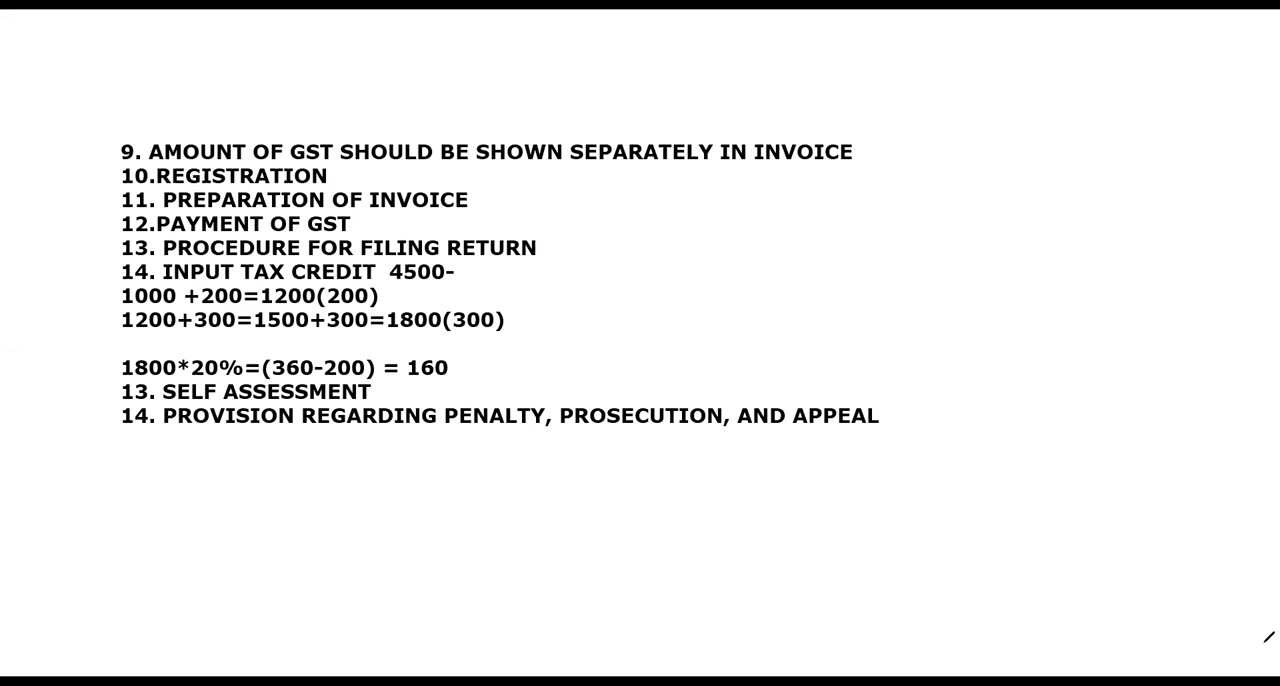 9. AMOUNT OF GST SHOULD BE SHOWN SEPARATELY IN INVOICE
10.REGISTRATION
11. PREPARATION OF INVOICE
12.PAYMENT OF GST
13. PROCEDURE FOR FILING RETURN
14. INPUT TAX CREDIT  4500-
1000 +200=1200(200)
1200+300=1500+300=1800(300)
1800*20%=(360-200) = 160
13. SELF ASSESSMENT
14. PROVISION REGARDING PENALTY, PROSECUTION, AND APPEAL